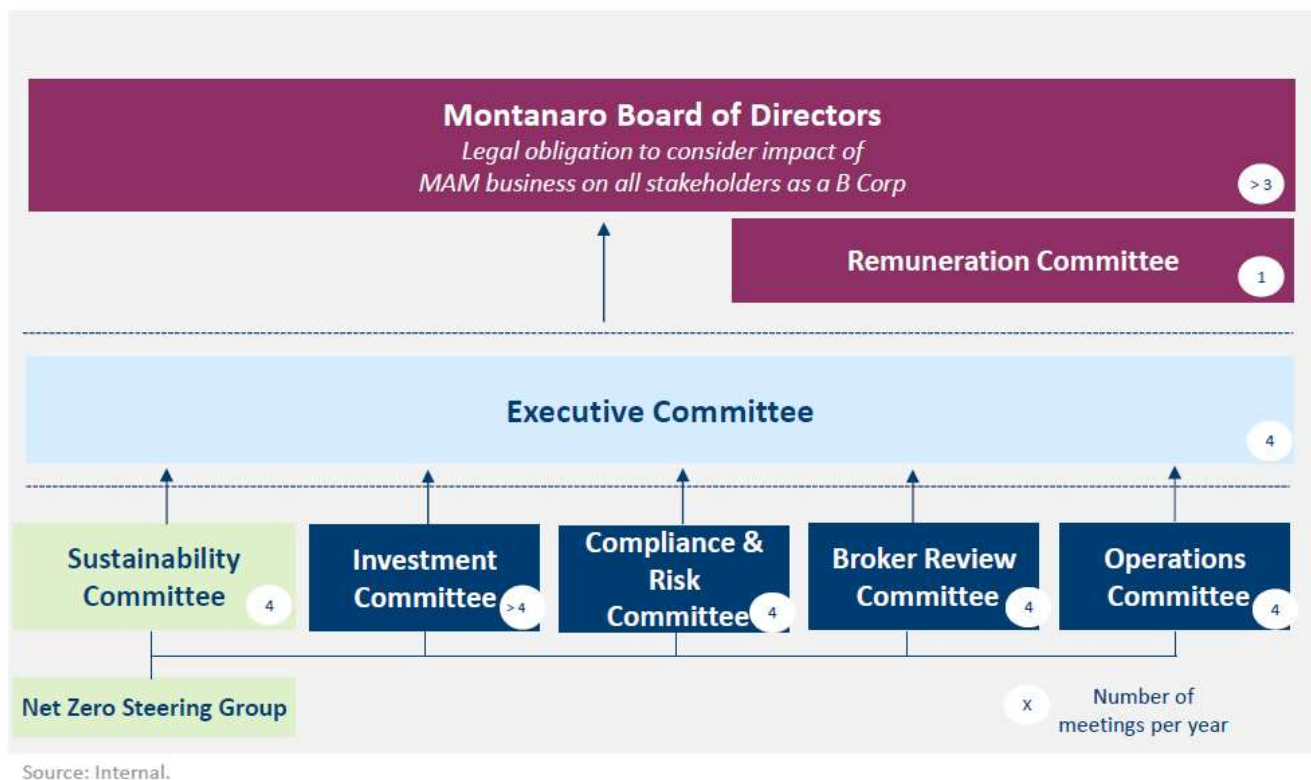 Montanaro Board of Directors
Legal obligation to consider impact of
MAM business on all stakeholders as a B Corp
> 3
Remuneration Committee
1
Executive Committee
4
Sustainability
Committee
4
Investment
Committee
> 4
Compliance &
Risk
Committee
4
Broker Review
Committee
4
Operations
Committee
4
Net Zero Steering Group
X
Number of
meetings per year
Source: Internal.